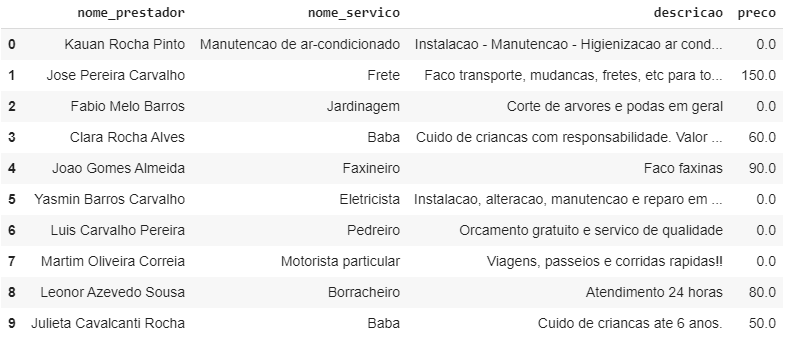 nome_prestador nome_servico descricao preco
0 Kauan Rocha Pinto Manutencao de ar-condicionado Instalacao - Manutencao - Higienizacao ar cond... 0.0
1 Jose Pereira Carvalho Frete Faco transporte, mudancas, fretes, etc para to... 150.0
2 Fabio Melo Barros Jardinagem Corte de arvores e podas em geral 0.0
3 Clara Rocha Alves Baba Cuido de criancas com responsabilidade. Valor ... 60.0
4 Joao Gomes Almeida Faxineiro Faco faxinas 90.0
5 Yasmin Barros Carvalho Eletricista Instalacao, alteracao, manutencao e reparo em ... 0.0
6 Luis Carvalho Pereira Pedreiro Orcamento gratuito e servico de qualidade 0.0
7 Martim Oliveira Correia Motorista particular Viagens, passeios e corridas rapidas!! 0.0
8 Leonor Azevedo Sousa Borracheiro Atendimento 24 horas 80.0
9 Julieta Cavalcanti Rocha Baba Cuido de criancas ate 6 anos. 50.0